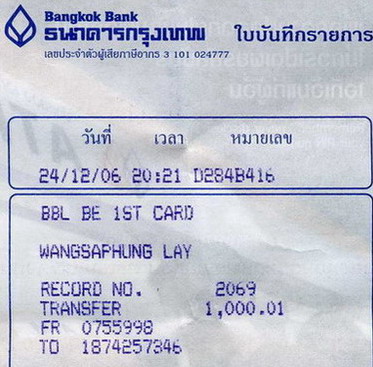 Bangkok Bank
ธนาคารกรุงเทพ ใบบันทึกรายการ
เลขประจำตัวผู้เสียภาษีอากร 3 101 024777
วันที่ เวลา หมายเลข
24/12/06 20:21 D284B416
BBL BE 1ST CARD
WANGSAPHUNG LAY
RECORD NO. 2069
TRANSFER 1,000.01
FR 0755998
TO 1874257346